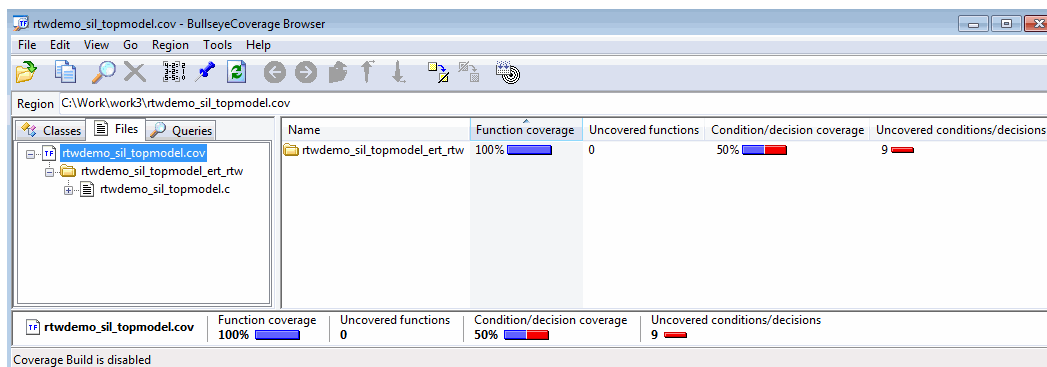 rtwdemo_sil_topmodel.cov - BullseyeCoverage Browser
File Edit View Go Region Tools Help
Region C:\Work\work3\rtwdemo_sil_topmodel.cov
Classes Files Queries
Name Function coverage Uncovered functions Condition/decision coverage Uncovered conditions/decisions
TF rtwdemo_sil_topmodel.cov
rtwdemo_sil_topmodel_ert_rtw
rtwdemo_sil_topmodel.c
rtwdemo_sil_topmodel_ert_rtw 100% 0 50% 9
TF rtwdemo_sil_topmodel.cov
Function coverage Uncovered functions Condition/decision coverage Uncovered conditions/decisions
100% 0 50% 9
Coverage Build is disabled